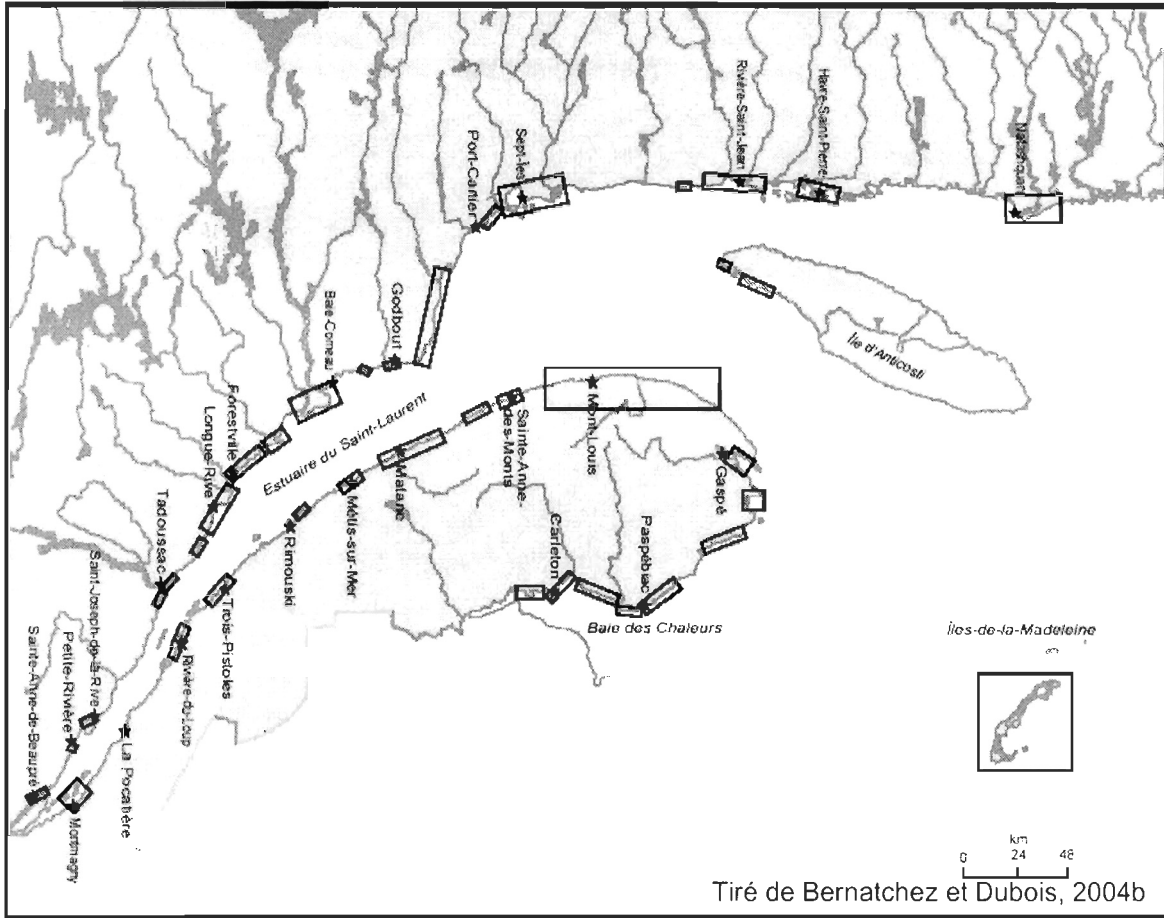 Natashquan
Havre-Saint-Pierre
Rivière-Saint-Jean
Sept-Îles
Port-Cartier
Godbout
Baie-Comeau
Forestville
Longue-Rive
Tadoussac
Saint-Joseph-de-la-Rive
Petite-Rivière
Sainte-Anne-de-Beaupré
Montmagny
La Pocatière
Rivière-du-Loup
Trois-Pistoles
Rimouski
Métis-sur-Mer
Matane
Sainte-Anne-
des-Monts
Mont-Louis
Gaspé
Paspébiac
Carleton
Baie des Chaleurs
Estuaire du Saint-Laurent
Île d'Anticosti
Îles-de-la-Madeleine
km
0 24 48
Tiré de Bernatchez et Dubois, 2004b